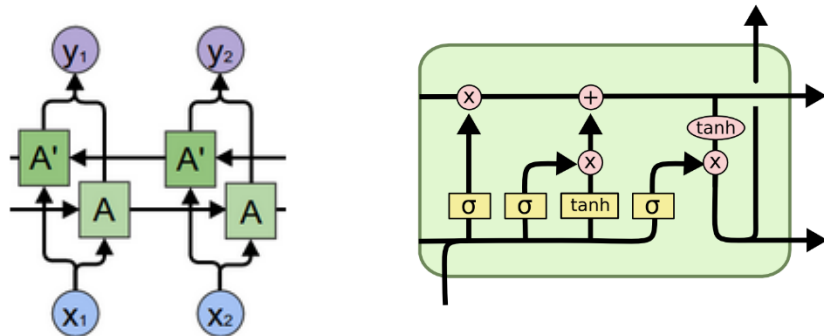 y₁ y₂
A' A'
A A
x₁ x₂
x +
tanh
x x
σ σ tanh σ